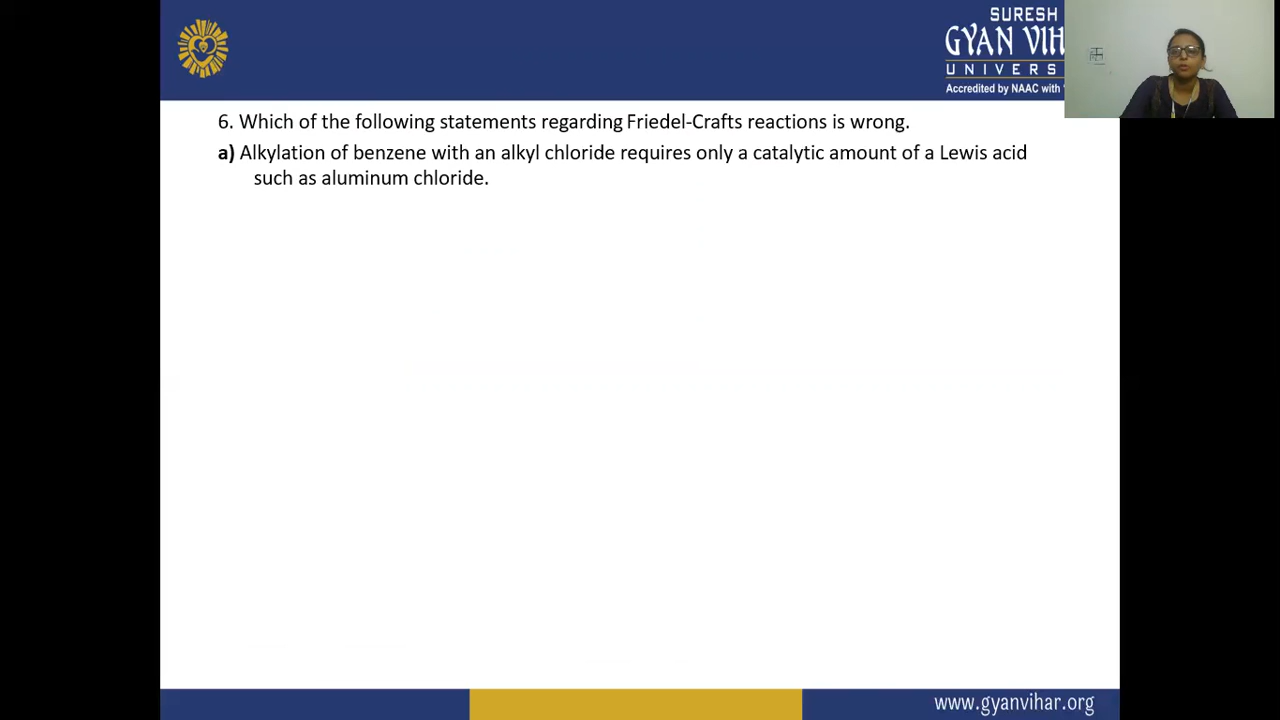 SURESH
GYAN VIH
UNIVERS
Accredited by NAAC with
6. Which of the following statements regarding Friedel-Crafts reactions is wrong.
a) Alkylation of benzene with an alkyl chloride requires only a catalytic amount of a Lewis acid
such as aluminum chloride.
www.gyanvihar.org